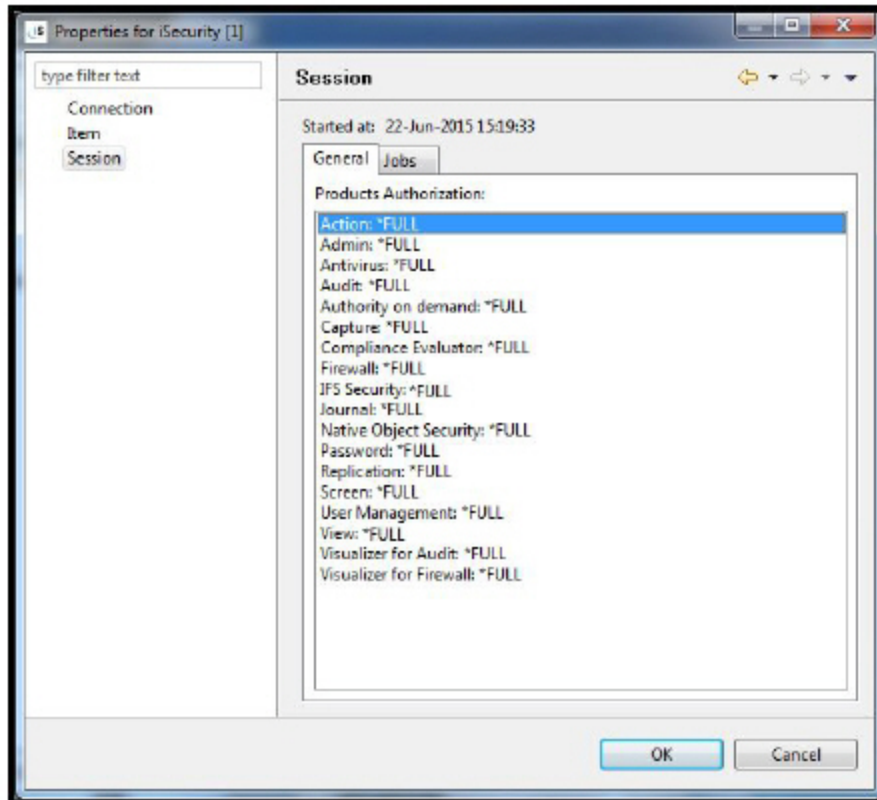 Properties for iSecurity [1]
type filter text
Connection
Item
Session
Session
Started at: 22-Jun-2015 15:19:33
General Jobs
Products Authorization:
Action: *FULL
Admin: *FULL
Antivirus: *FULL
Audit: *FULL
Authority on demand: *FULL
Capture: *FULL
Compliance Evaluator: *FULL
Firewall: *FULL
IFS Security: *FULL
Journal: *FULL
Native Object Security: *FULL
Password: *FULL
Replication: *FULL
Screen: *FULL
User Management: *FULL
View: *FULL
Visualizer for Audit: *FULL
Visualizer for Firewall: *FULL
OK Cancel